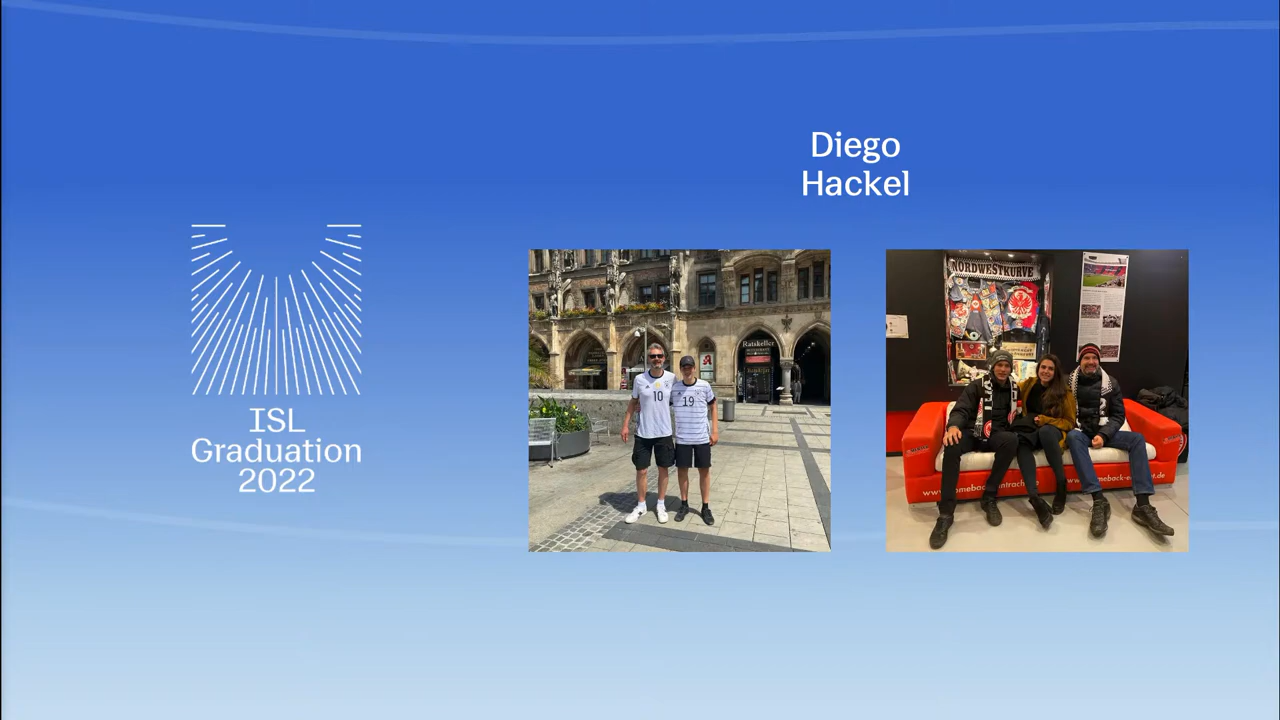 Diego
Hackel
ISL
Graduation
2022
10
19
Ratskeller
NORDWESTKURVE